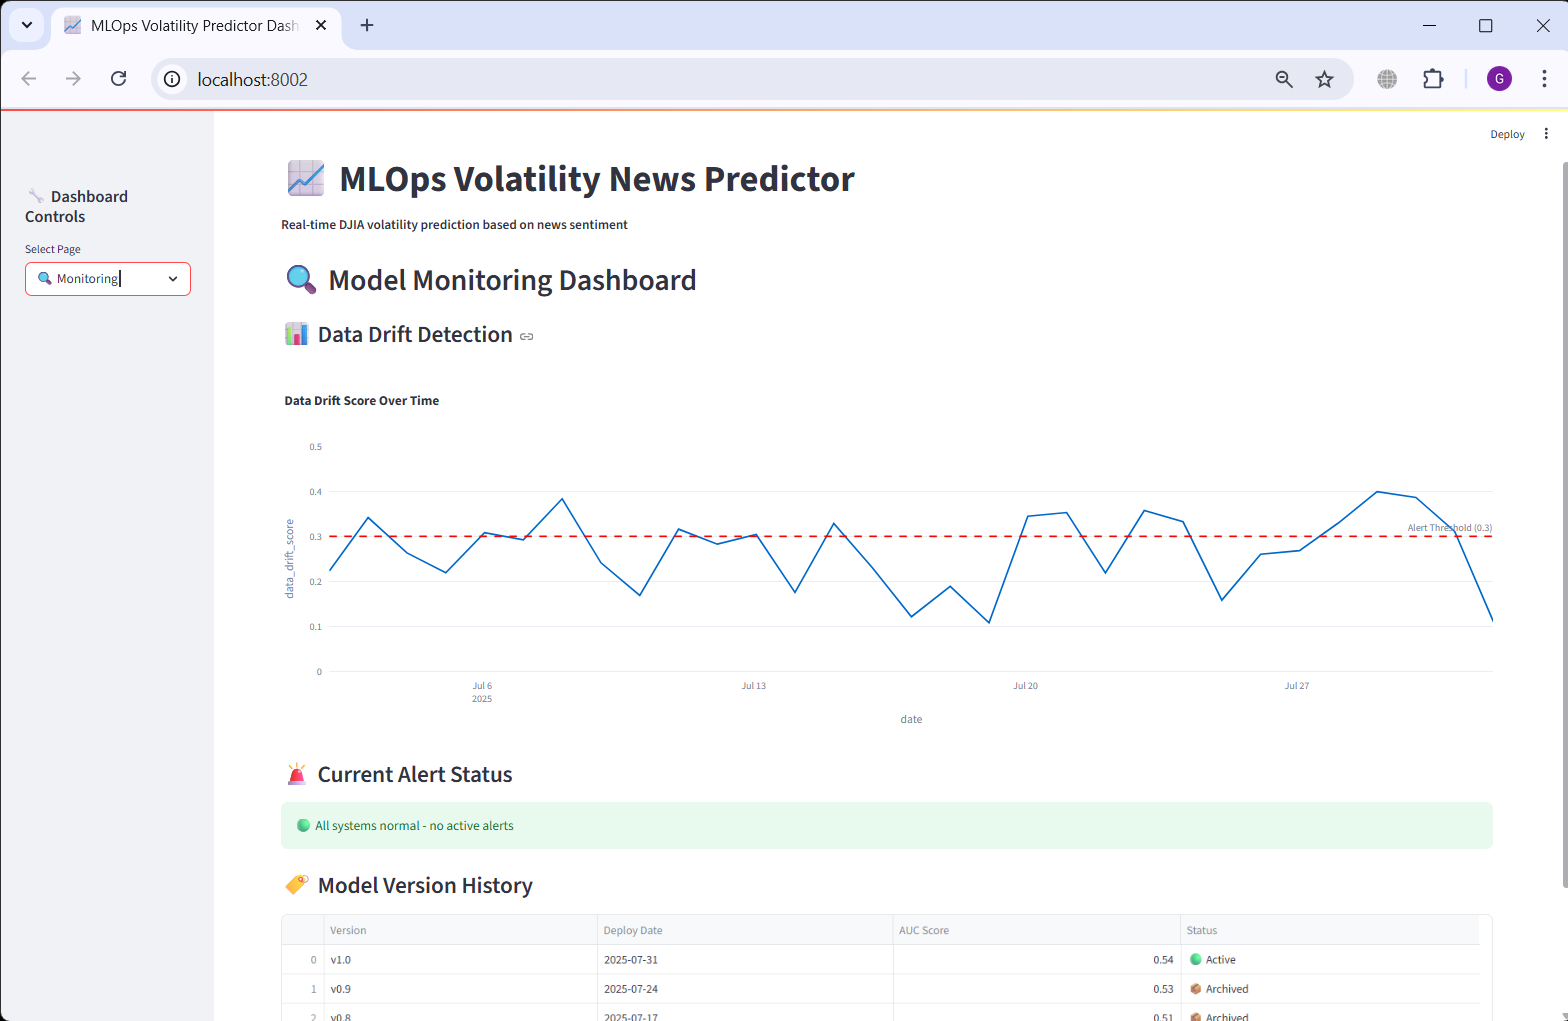 MLOps Volatility Predictor Dash
localhost:8002
G
Deploy
Dashboard
Controls
Select Page
Monitoring
MLOps Volatility News Predictor
Real-time DJIA volatility prediction based on news sentiment
Model Monitoring Dashboard
Data Drift Detection
Data Drift Score Over Time
0.5
0.4
0.3
0.2
0.1
0
data_drift_score
Alert Threshold (0.3)
Jul 6
2025
Jul 13
Jul 20
Jul 27
date
Current Alert Status
All systems normal - no active alerts
Model Version History
Version Deploy Date AUC Score Status
0 v1.0 2025-07-31 0.54 Active
1 v0.9 2025-07-24 0.53 Archived
2 v0.8 2025-07-17 0.51 Archived